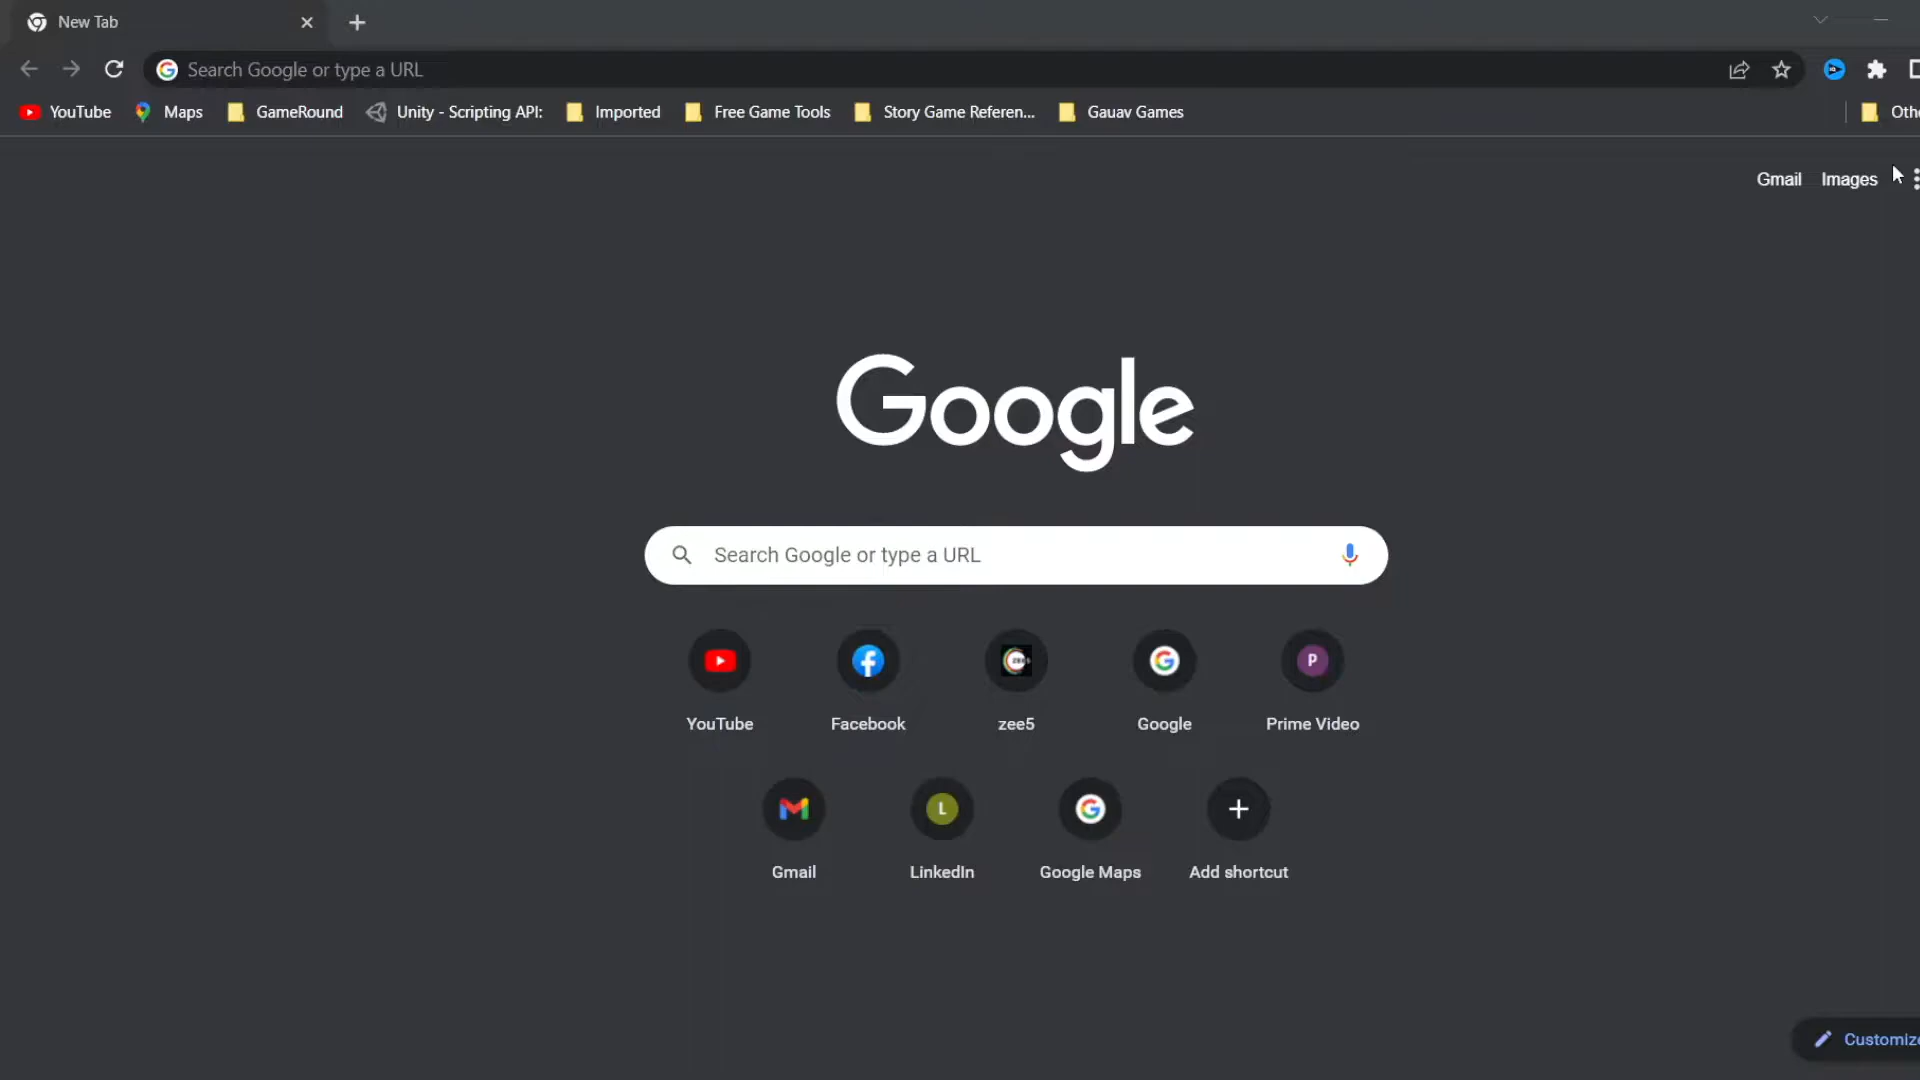 New Tab
Search Google or type a URL
YouTube Maps GameRound Unity - Scripting API: Imported Free Game Tools Story Game Referen... Gauav Games Othe
Gmail Images
Google
Search Google or type a URL
YouTube Facebook zee5 Google Prime Video
Gmail LinkedIn Google Maps Add shortcut
Customize